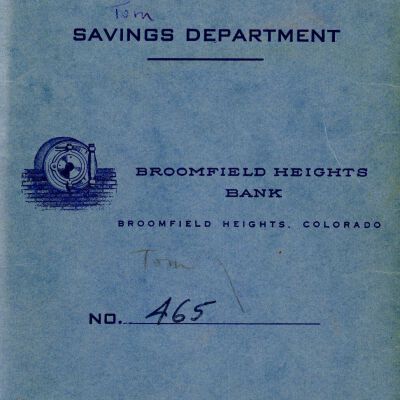 Tom
SAVINGS DEPARTMENT
BROOMFIELD HEIGHTS
BANK
BROOMFIELD HEIGHTS, COLORADO
Tom
NO. 465